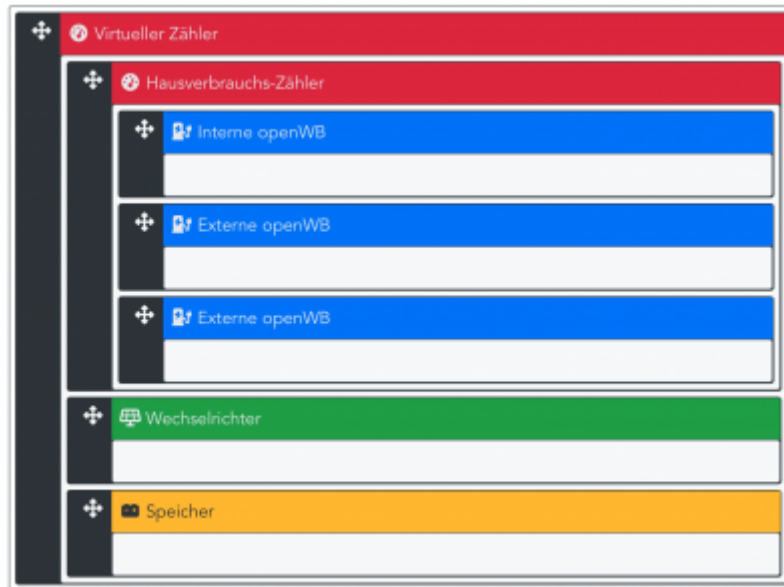 Virtueller Zähler
Hausverbrauchs-Zähler
Interne openWB
Externe openWB
Externe openWB
Wechselrichter
Speicher